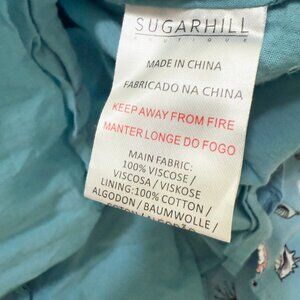 SUGARHILL
BOUTIQUE
MADE IN CHINA
FABRICADO NA CHINA
KEEP AWAY FROM FIRE
MANTER LONGE DO FOGO
MAIN FABRIC:
100% VISCOSE /
VISCOSA / VISKOSE
LINING:100% COTTON /
ALGODON / BAUMWOLLE /